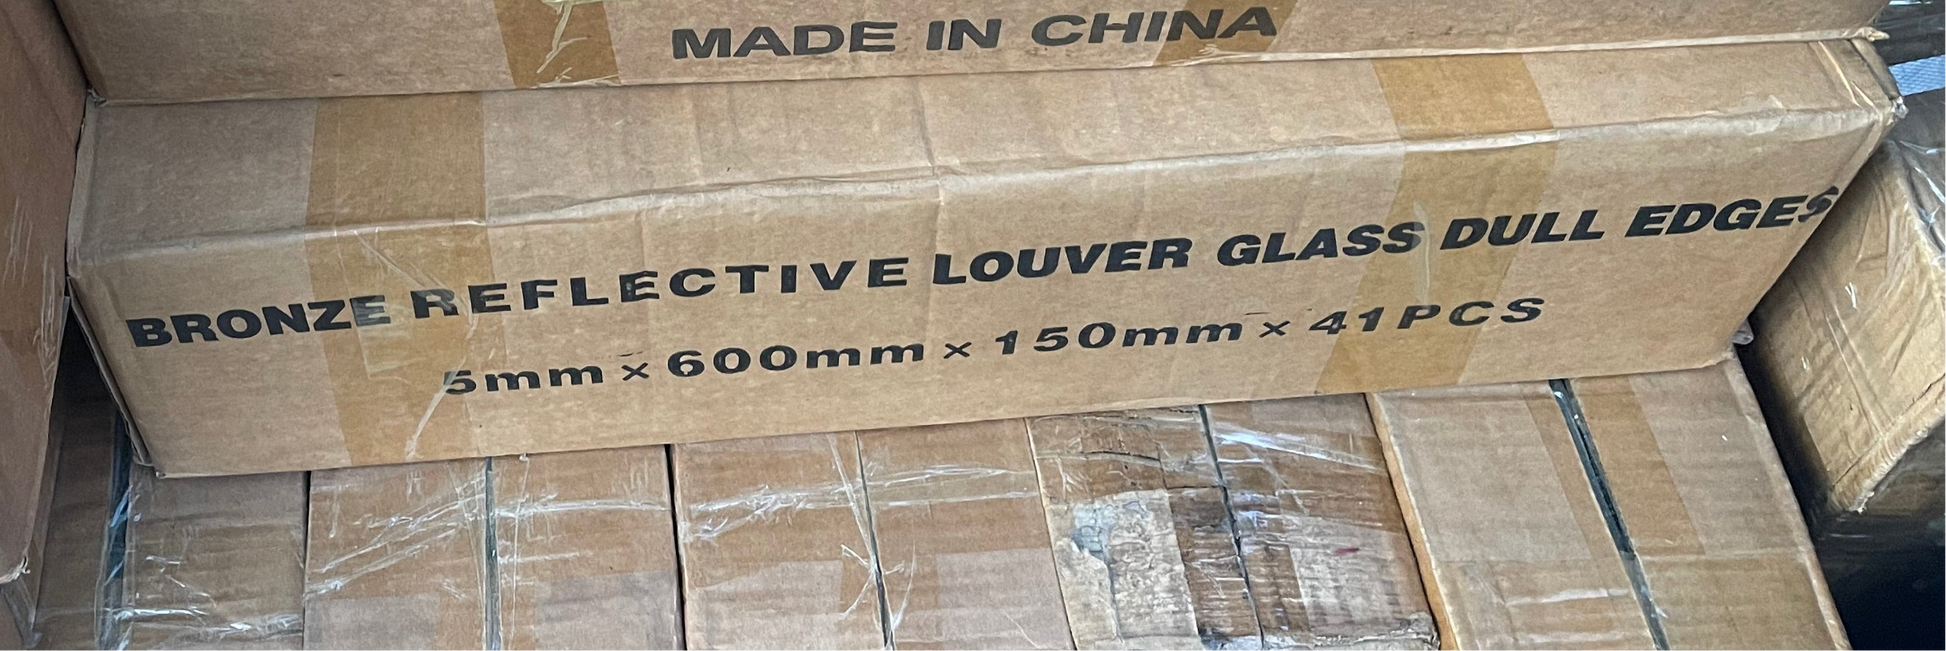 MADE IN CHINA
BRONZE REFLECTIVE LOUVER GLASS DULL EDGES
5mm × 600mm × 150mm × 41PCS